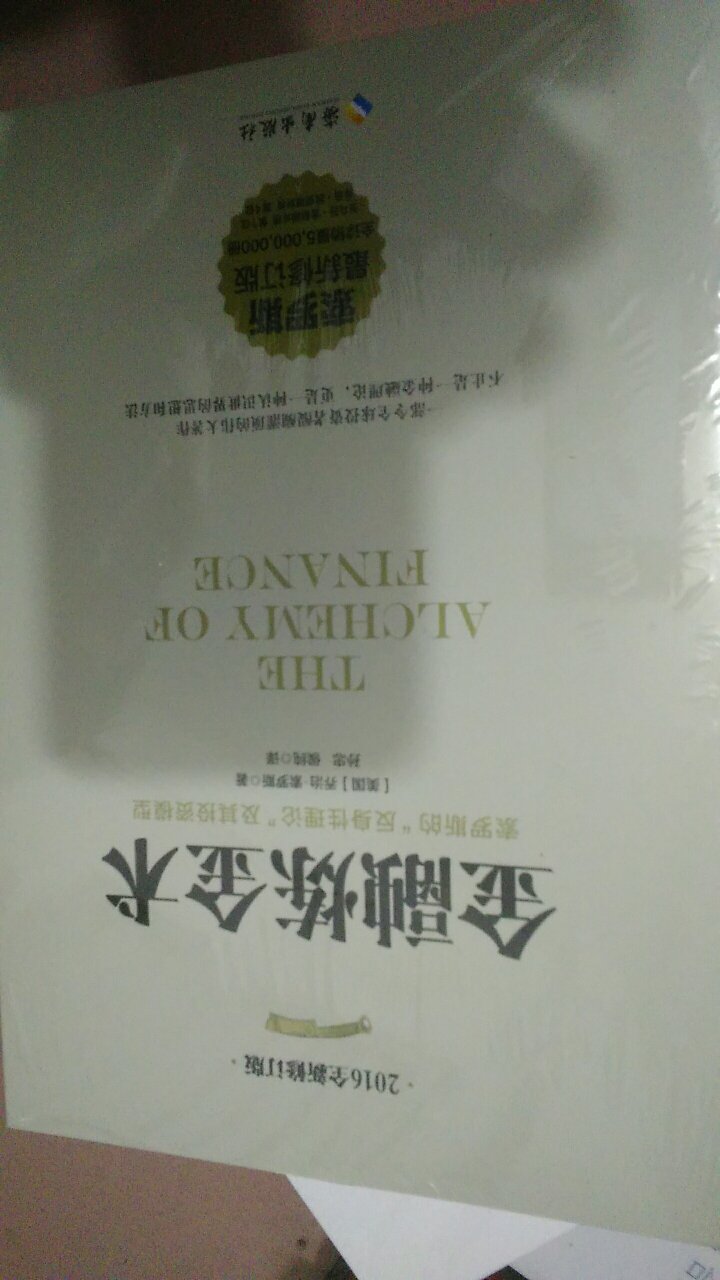 ·2016全新修订版·
金融炼金术
索罗斯的“反身性理论”及其投资模型
[美国] 乔治·索罗斯○著
孙忠 侯纯○译
THE
ALCHEMY OF
FINANCE
一部令全球投资者醍醐灌顶的伟大著作
不止是一种金融理论，更是一种认识世界的思想和方法
索罗斯
最新修订版
全球热销5,000,000册
海南出版社